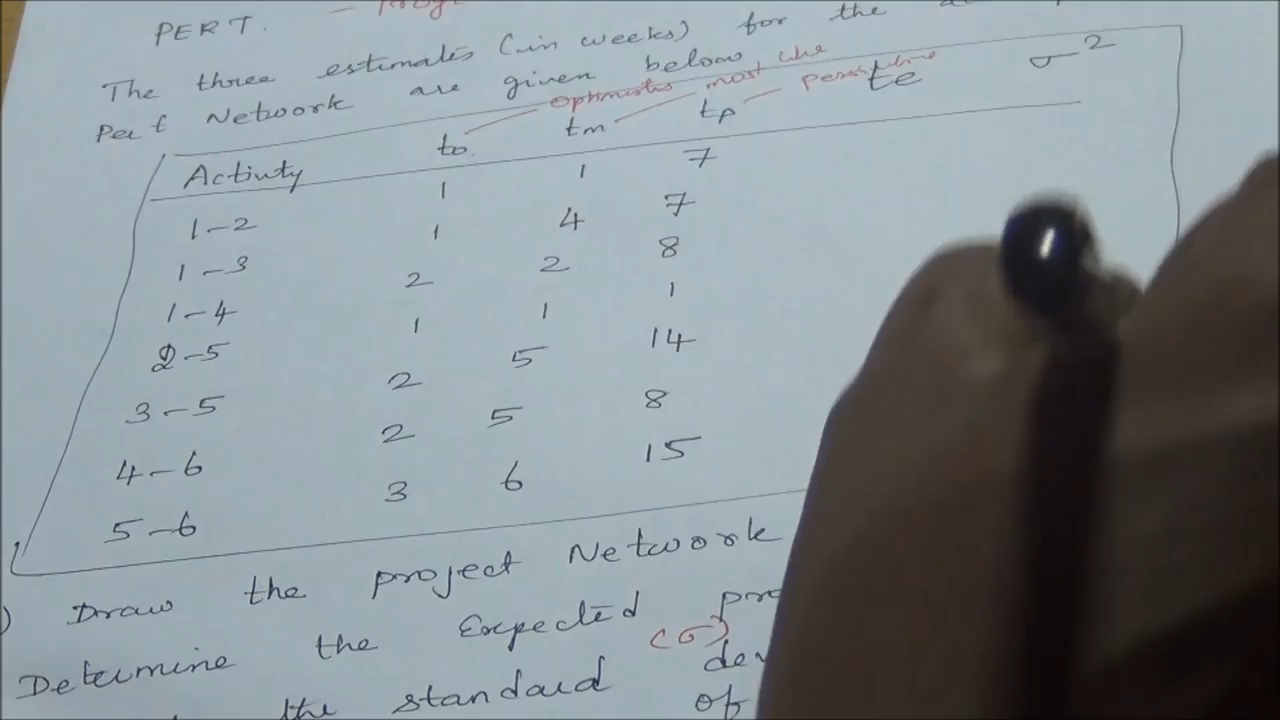 PERT.
The three estimates (in weeks) for the
Pert Network are given below
Optimistic most like
Activity to tm tp te σ²
1-2 1 1 7
1-3 1 4 7
1-4 2 2 8
2-5 1 1 1
3-5 2 5 14
4-6 2 5 8
5-6 3 6 15
) Draw the project Network
Determine the Expected
(σ)
the standard
of